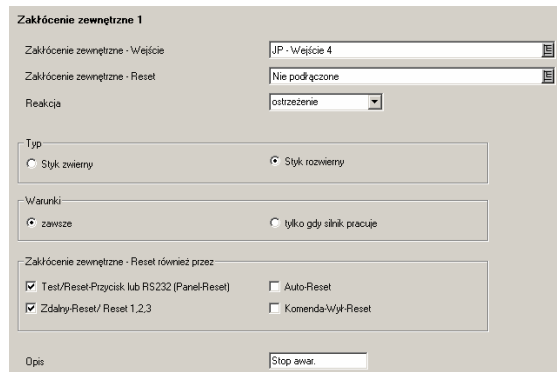 Zakłócenie zewnętrzne 1
Zakłócenie zewnętrzne - Wejście JP - Wejście 4
Zakłócenie zewnętrzne - Reset Nie podłączone
Reakcja ostrzeżenie
Typ
Styk zwierny Styk rozwierny
Warunki
zawsze tylko gdy silnik pracuje
Zakłócenie zewnętrzne - Reset również przez
Test/Reset-Przycisk lub RS232 (Panel-Reset) Auto-Reset
Zdalny-Reset/ Reset 1,2,3 Komenda-Wył-Reset
Opis Stop awar.